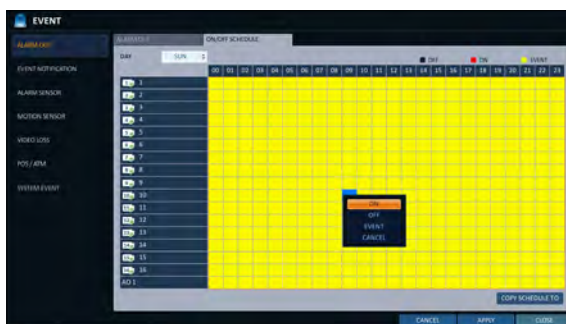 EVENT
ALARM OUT
ALARM OUT
ON/OFF SCHEDULE
DAY
SUN
OFF
ON
EVENT
00 01 02 03 04 05 06 07 08 09 10 11 12 13 14 15 16 17 18 19 20 21 22 23
EVENT NOTIFICATION
ALARM SENSOR
MOTION SENSOR
VIDEO LOSS
POS / ATM
SYSTEM EVENT
1
2
3
4
5
6
7
8
9
10
11
12
13
14
15
16
AO 1
ON
OFF
EVENT
CANCEL
COPY SCHEDULE TO
CANCEL
APPLY
CLOSE